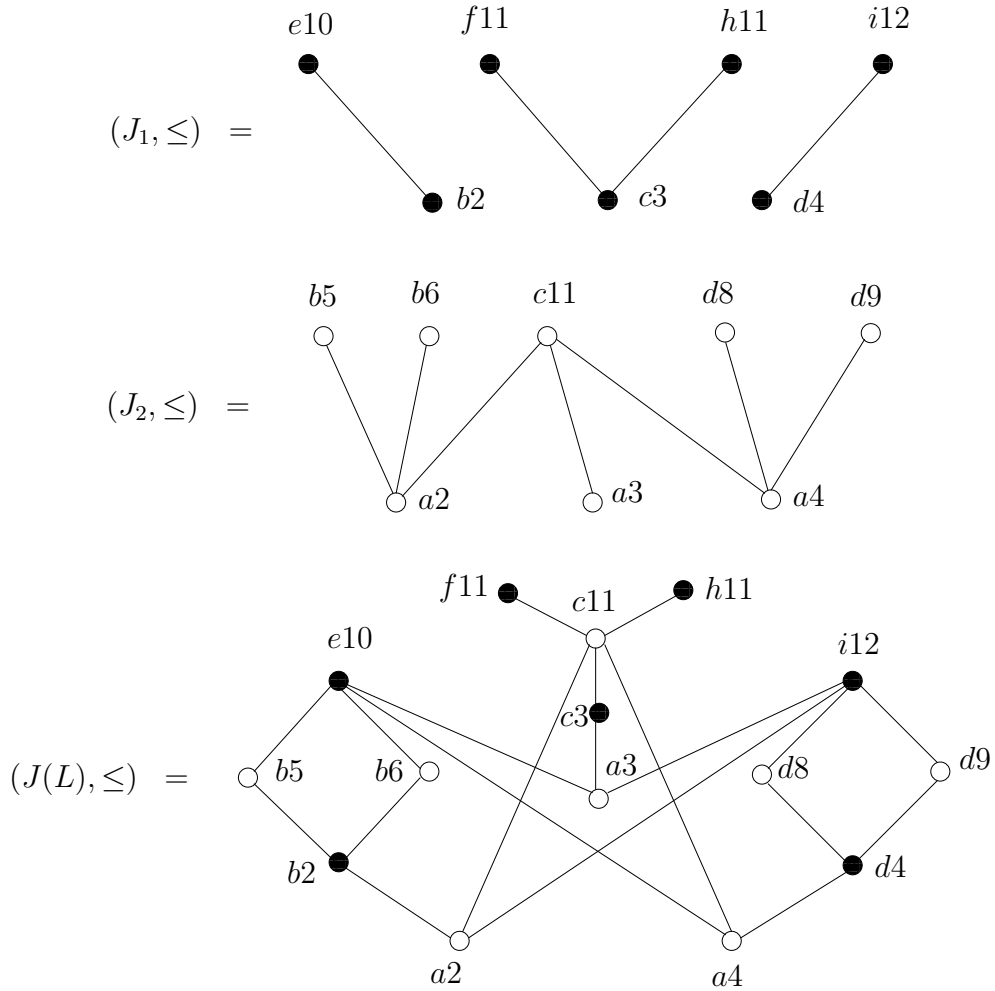 e10 f11 h11 i12
(J₁, ≤) =
b2 c3 d4
b5 b6 c11 d8 d9
(J₂, ≤) =
a2 a3 a4
f11 c11 h11
e10 i12
c3
(J(L), ≤) = b5 b6 a3 d8 d9
b2 d4
a2 a4